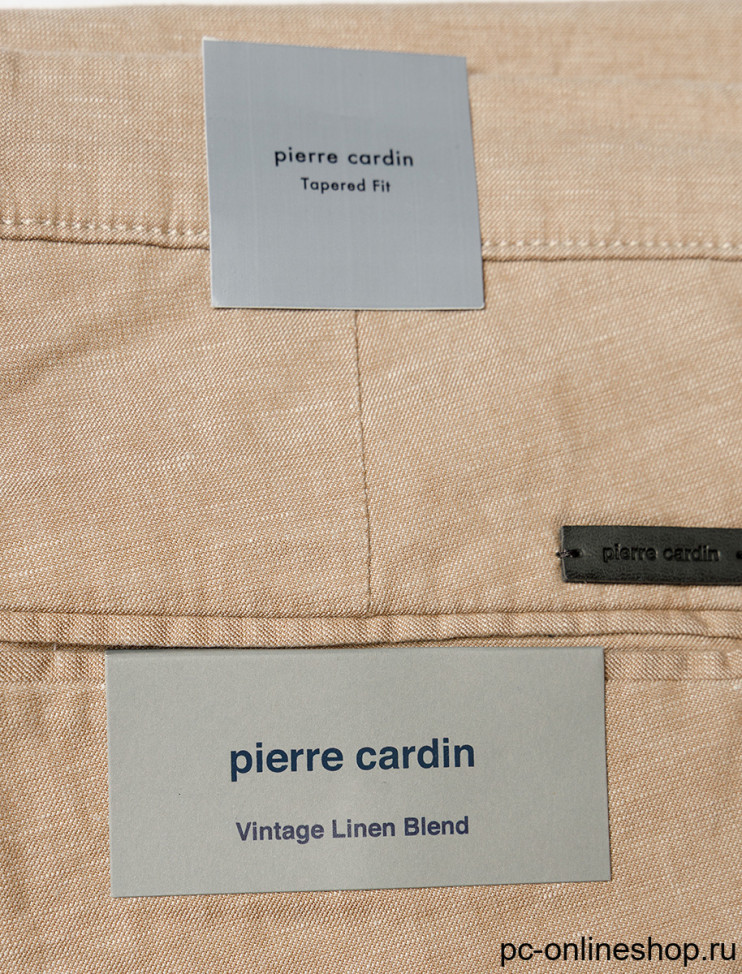 pierre cardin
Tapered Fit
pierre cardin
pierre cardin
Vintage Linen Blend
pc-onlineshop.ru